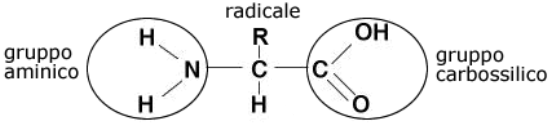 radicale
gruppo
aminico
gruppo
carbossilico
H
R
OH
N
C
C
H
H
O